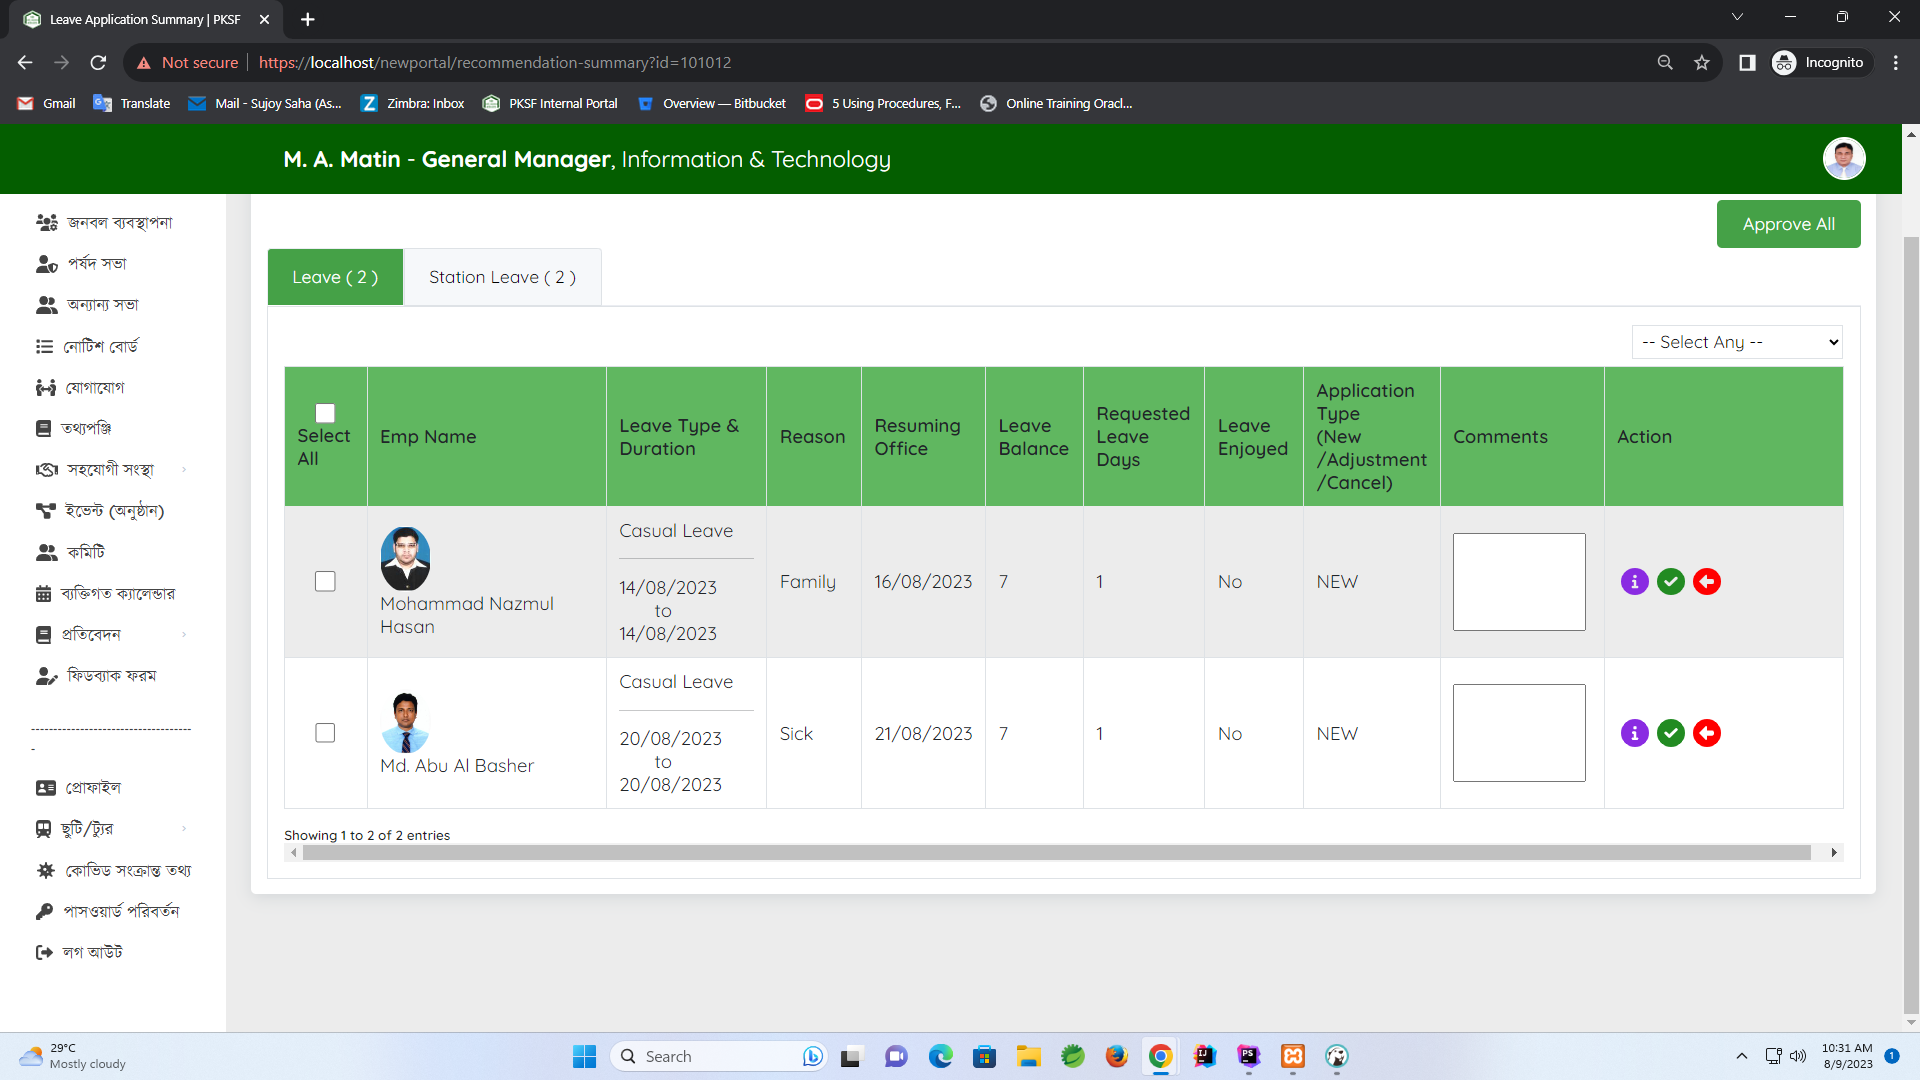 Leave Application Summary | PKSF
Not secure
https://localhost/newportal/recommendation-summary?id=101012
Incognito
Gmail
Translate
Mail - Sujoy Saha (As...
Zimbra: Inbox
PKSF Internal Portal
Overview — Bitbucket
5 Using Procedures, F...
Online Training Oracl...
M. A. Matin - General Manager, Information & Technology
জনবল ব্যবস্থাপনা
পর্ষদ সভা
অন্যান্য সভা
নোটিশ বোর্ড
যোগাযোগ
তথ্যপঞ্জি
সহযোগী সংস্থা
ইভেন্ট (অনুষ্ঠান)
কমিটি
ব্যক্তিগত ক্যালেন্ডার
প্রতিবেদন
ফিডব্যাক ফরম
প্রোফাইল
ছুটি/ট্যুর
কোভিড সংক্রান্ত তথ্য
পাসওয়ার্ড পরিবর্তন
লগ আউট
Approve All
Leave ( 2 )
Station Leave ( 2 )
-- Select Any --
Select All
Emp Name
Leave Type & Duration
Reason
Resuming Office
Leave Balance
Requested Leave Days
Leave Enjoyed
Application Type (New /Adjustment /Cancel)
Comments
Action
Mohammad Nazmul Hasan
Casual Leave
14/08/2023
to
14/08/2023
Family
16/08/2023
7
1
No
NEW
Md. Abu Al Basher
Casual Leave
20/08/2023
to
20/08/2023
Sick
21/08/2023
7
1
No
NEW
Showing 1 to 2 of 2 entries
29°C
Mostly cloudy
Search
10:31 AM
8/9/2023
1